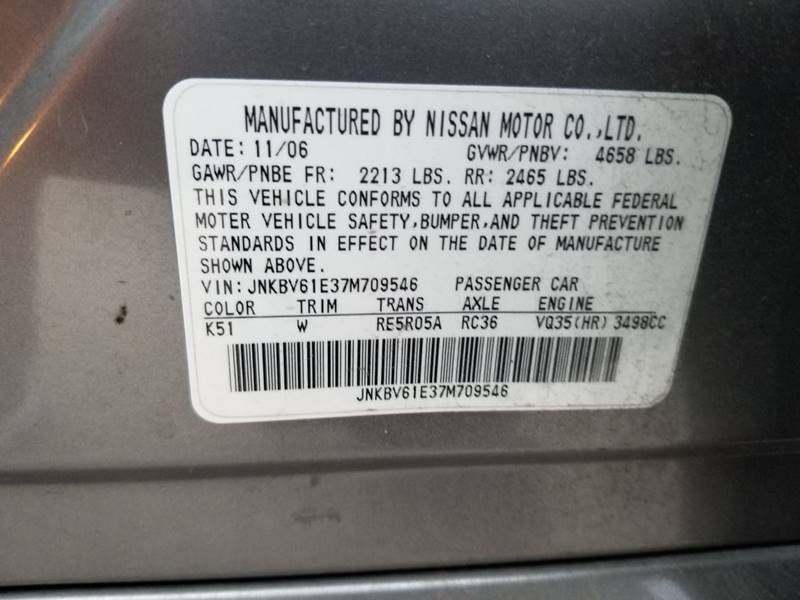 MANUFACTURED BY NISSAN MOTOR CO.,LTD.
DATE: 11/06 GVWR/PNBV: 4658 LBS.
GAWR/PNBE FR: 2213 LBS. RR: 2465 LBS.
THIS VEHICLE CONFORMS TO ALL APPLICABLE FEDERAL
MOTER VEHICLE SAFETY,BUMPER,AND THEFT PREVENTION
STANDARDS IN EFFECT ON THE DATE OF MANUFACTURE
SHOWN ABOVE.
VIN:JNKBV61E37M709546 PASSENGER CAR
COLOR TRIM TRANS AXLE ENGINE
K51 W RE5R05A RC36 VQ35(HR)3498CC
JNKBV61E37M709546